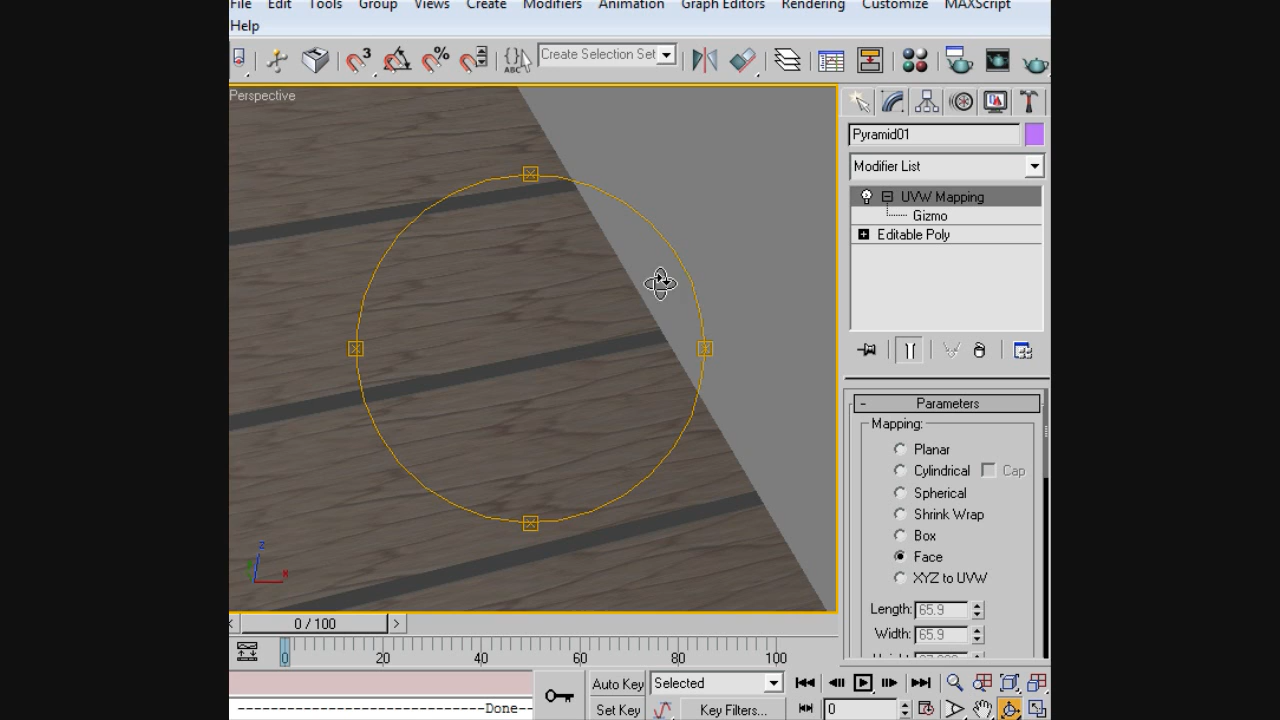 File Edit Tools Group Views Create Modifiers Animation Graph Editors Rendering Customize MAXScript
Help
3 % {} ABC Create Selection Set
Perspective
Pyramid01
Modifier List
UVW Mapping
Gizmo
Editable Poly
Parameters
Mapping:
Planar
Cylindrical Cap
Spherical
Shrink Wrap
Box
Face
XYZ to UVW
Length: 65.9
Width: 65.9
z
x
0 / 100
0 20 40 60 80 100
Auto Key Selected
Set Key Key Filters... 0
--------------------------------Done--